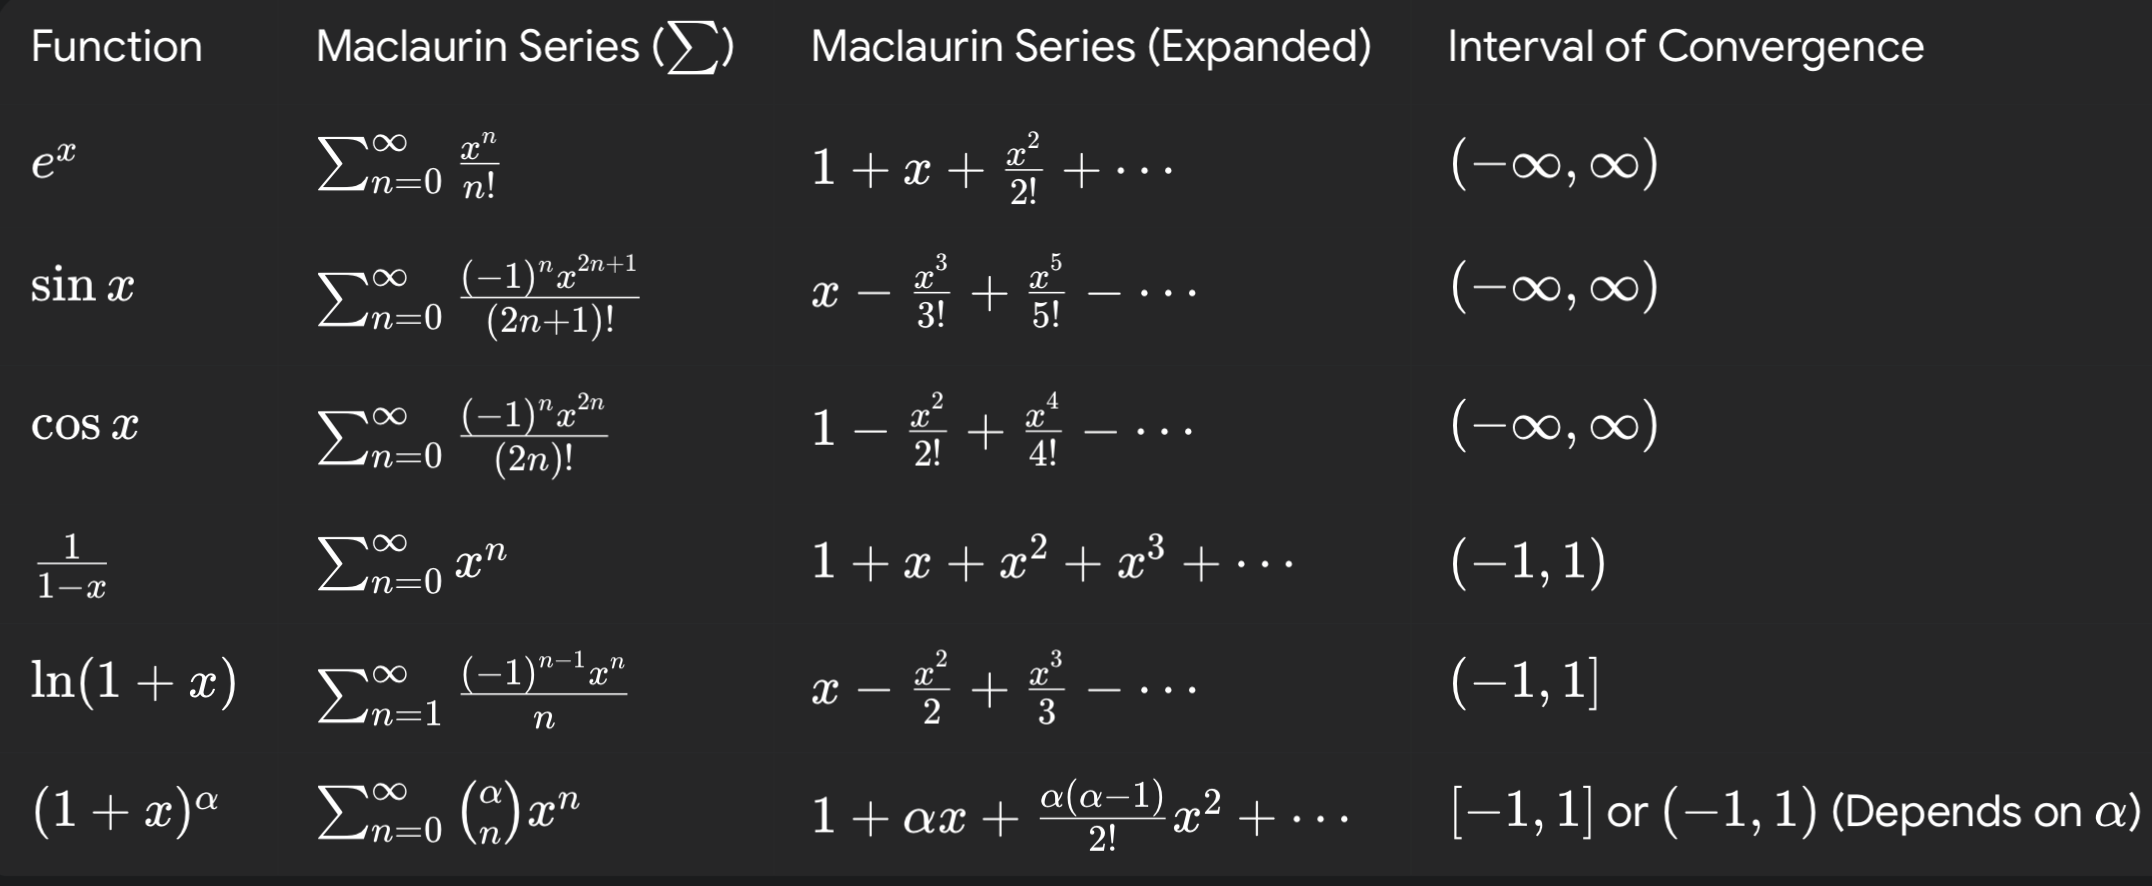 Function Maclaurin Series (∑) Maclaurin Series (Expanded) Interval of Convergence
$e^x$ $\sum_{n=0}^{\infty} \frac{x^n}{n!}$ $1 + x + \frac{x^2}{2!} + \cdots$ $(-\infty, \infty)$
$\sin x$ $\sum_{n=0}^{\infty} \frac{(-1)^n x^{2n+1}}{(2n+1)!}$ $x - \frac{x^3}{3!} + \frac{x^5}{5!} - \cdots$ $(-\infty, \infty)$
$\cos x$ $\sum_{n=0}^{\infty} \frac{(-1)^n x^{2n}}{(2n)!}$ $1 - \frac{x^2}{2!} + \frac{x^4}{4!} - \cdots$ $(-\infty, \infty)$
$\frac{1}{1-x}$ $\sum_{n=0}^{\infty} x^n$ $1 + x + x^2 + x^3 + \cdots$ $(-1, 1)$
$\ln(1 + x)$ $\sum_{n=1}^{\infty} \frac{(-1)^{n-1} x^n}{n}$ $x - \frac{x^2}{2} + \frac{x^3}{3} - \cdots$ $(-1, 1]$
$(1 + x)^\alpha$ $\sum_{n=0}^{\infty} \binom{\alpha}{n} x^n$ $1 + \alpha x + \frac{\alpha(\alpha-1)}{2!} x^2 + \cdots$ $[-1, 1]$ or $(-1, 1)$ (Depends on $\alpha$)